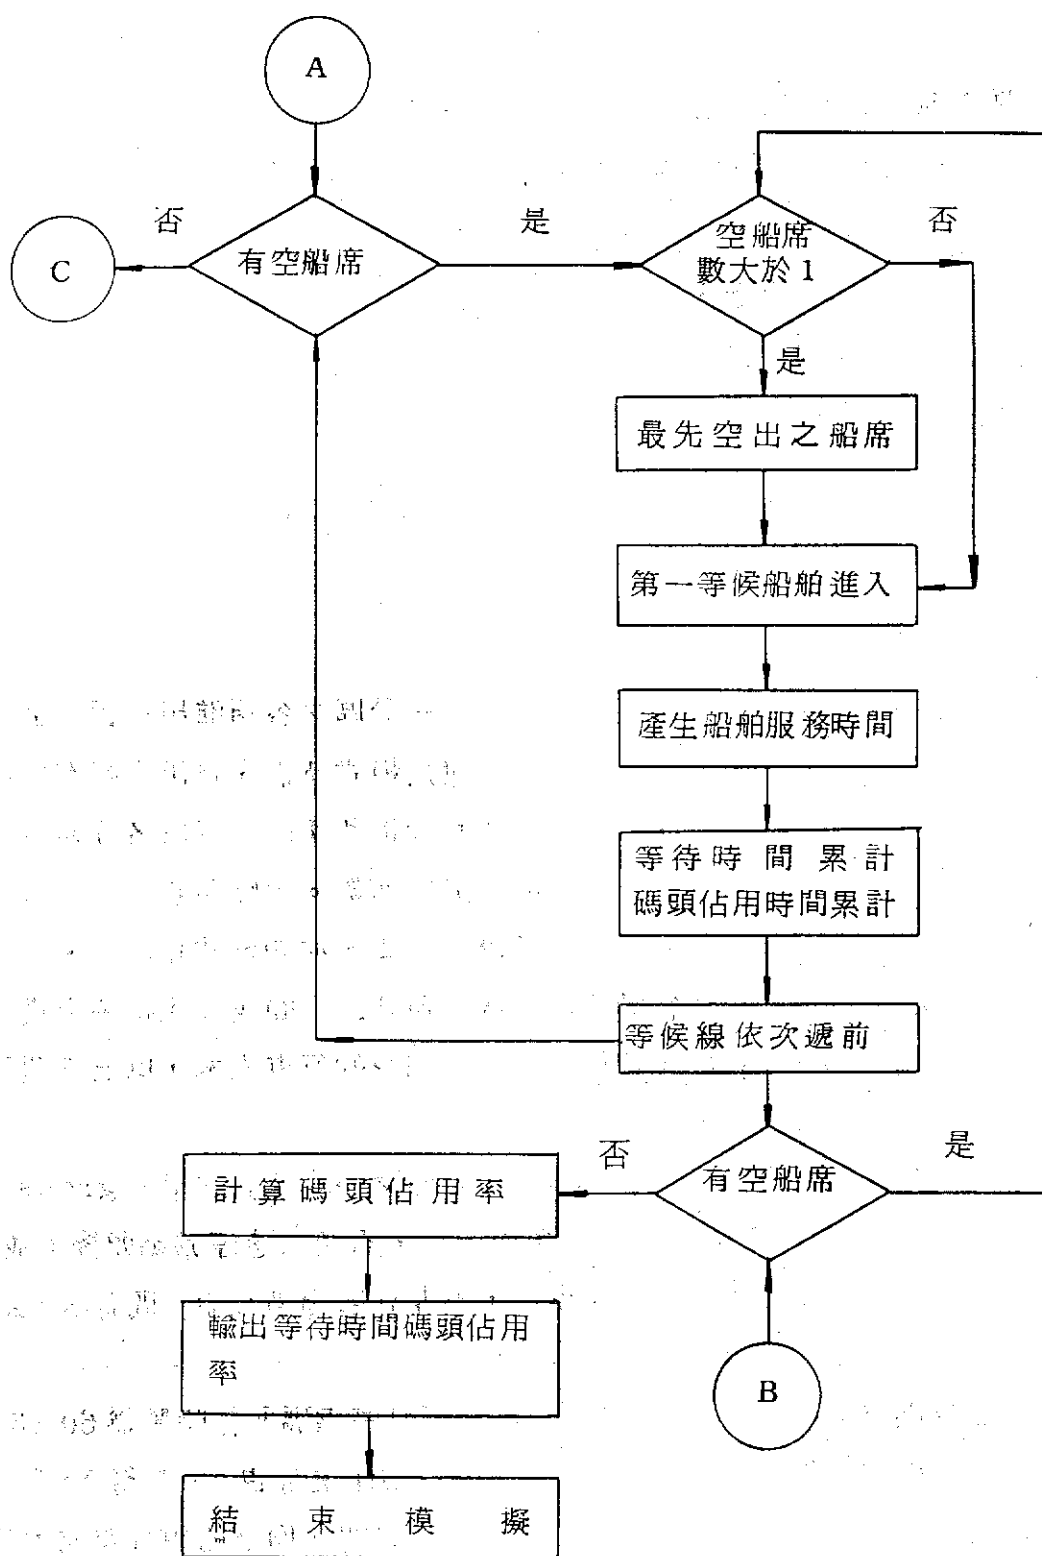 A
否
是
否
C
有空船席
空船席
數大於1
是
最先空出之船席
第一等候船舶進入
產生船舶服務時間
等待時間累計
碼頭佔用時間累計
等候線依次遞前
否
是
計算碼頭佔用率
有空船席
輸出等待時間碼頭佔用
率
B
結束模擬